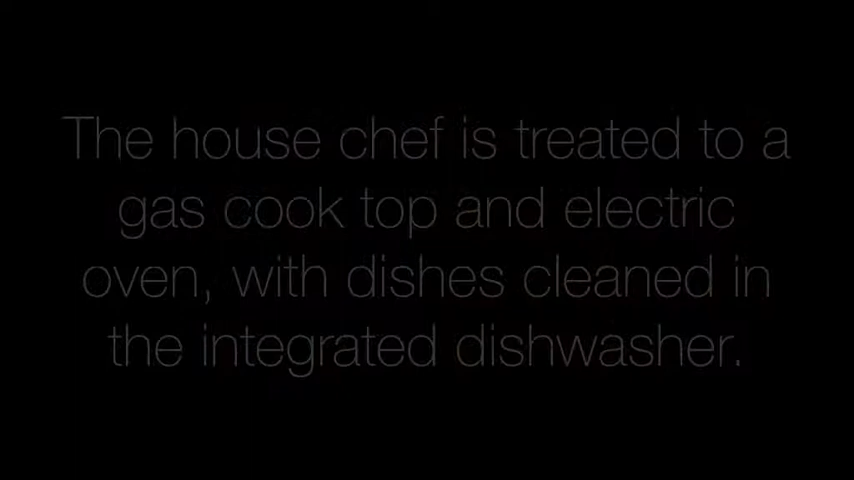 The house chef is treated to a
gas cook top and electric
oven, with dishes cleaned in
the integrated dishwasher.